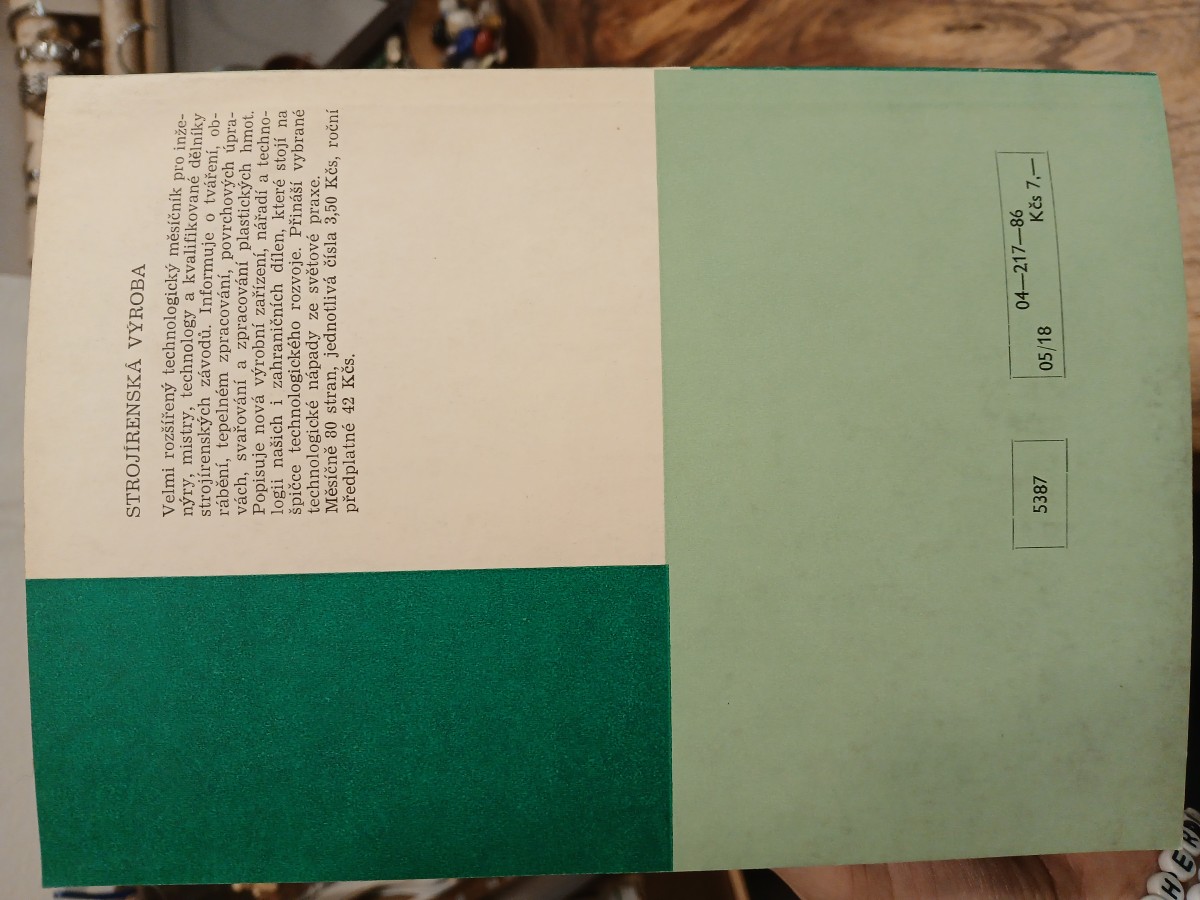 STROJÍRENSKÁ VÝROBA
Velmi rozšířený technologický měsíčník pro inže-
nýry, mistry, technology a kvalifikované dělníky
strojírenských závodů. Informuje o tváření, ob-
rábění, tepelném zpracování, povrchových úpra-
vách, svařování a zpracování plastických hmot.
Popisuje nová výrobní zařízení, nářadí a techno-
logii našich i zahraničních dílen, které stojí na
špičce technologického rozvoje. Přináší vybrané
technologické nápady ze světové praxe.
Měsíčně 80 stran, jednotlivá čísla 3,50 Kčs, roční
předplatné 42 Kčs.
5387
04—217—86
05/18 Kčs 7,—
HEN